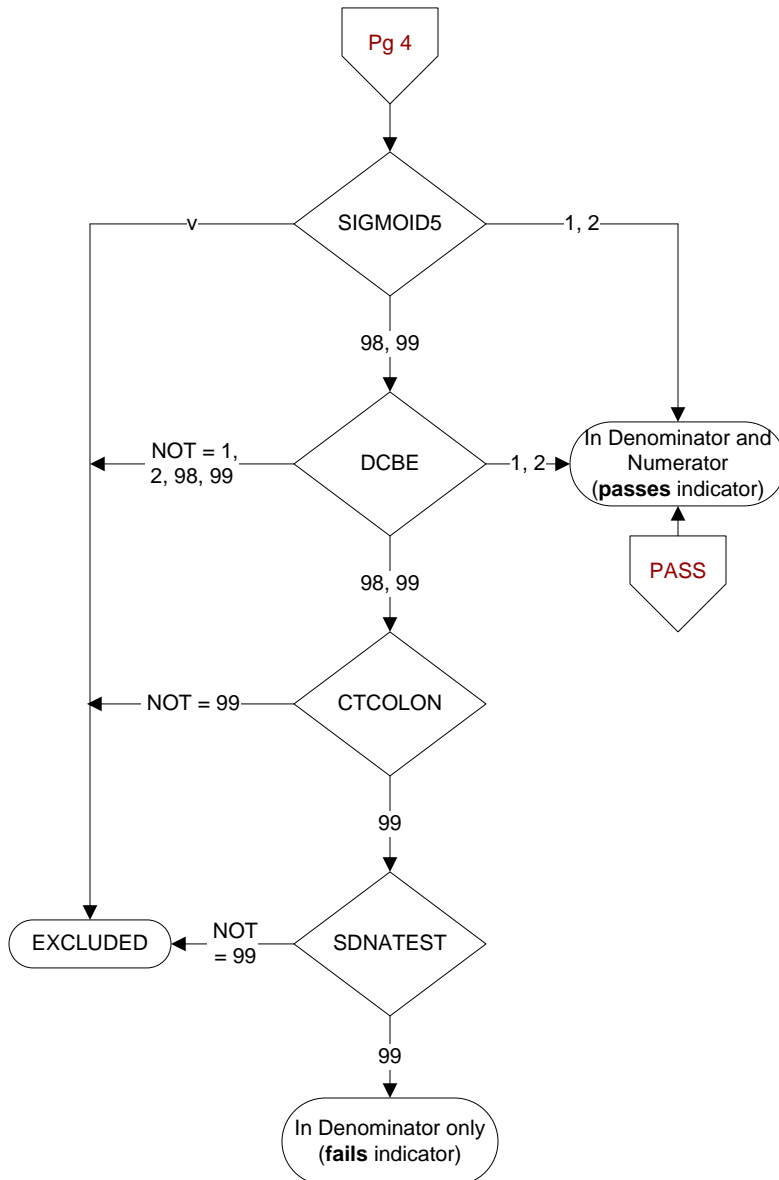 Pg 4
SIGMOID5
v
1, 2
98, 99
In Denominator and
Numerator
(passes indicator)
NOT = 1,
2, 98, 99
DCBE
1, 2
PASS
98, 99
CTCOLON
NOT = 99
99
EXCLUDED
NOT
= 99
SDNATEST
99
In Denominator only
(fails indicator)